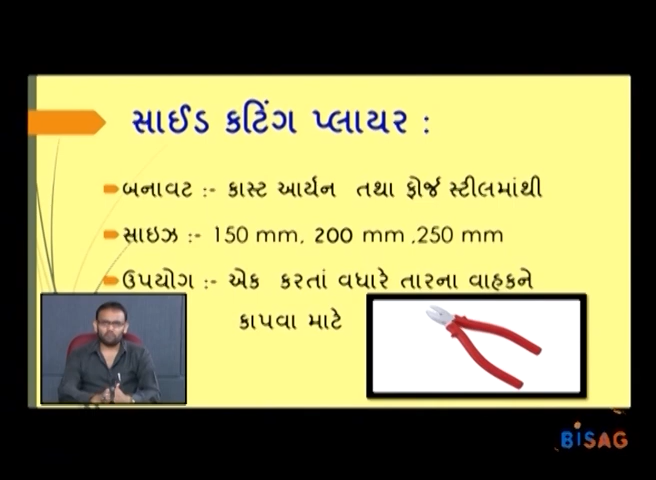 સાઈડ કટિંગ પ્લાયર :
બનાવટ :- કાસ્ટ આર્યન તથા ફોર્જ સ્ટીલમાંથી
સાઇઝ :- 150 mm, 200 mm ,250 mm
ઉપયોગ :- એક કરતાં વધારે તારના વાહકને
કાપવા માટે
BISAG